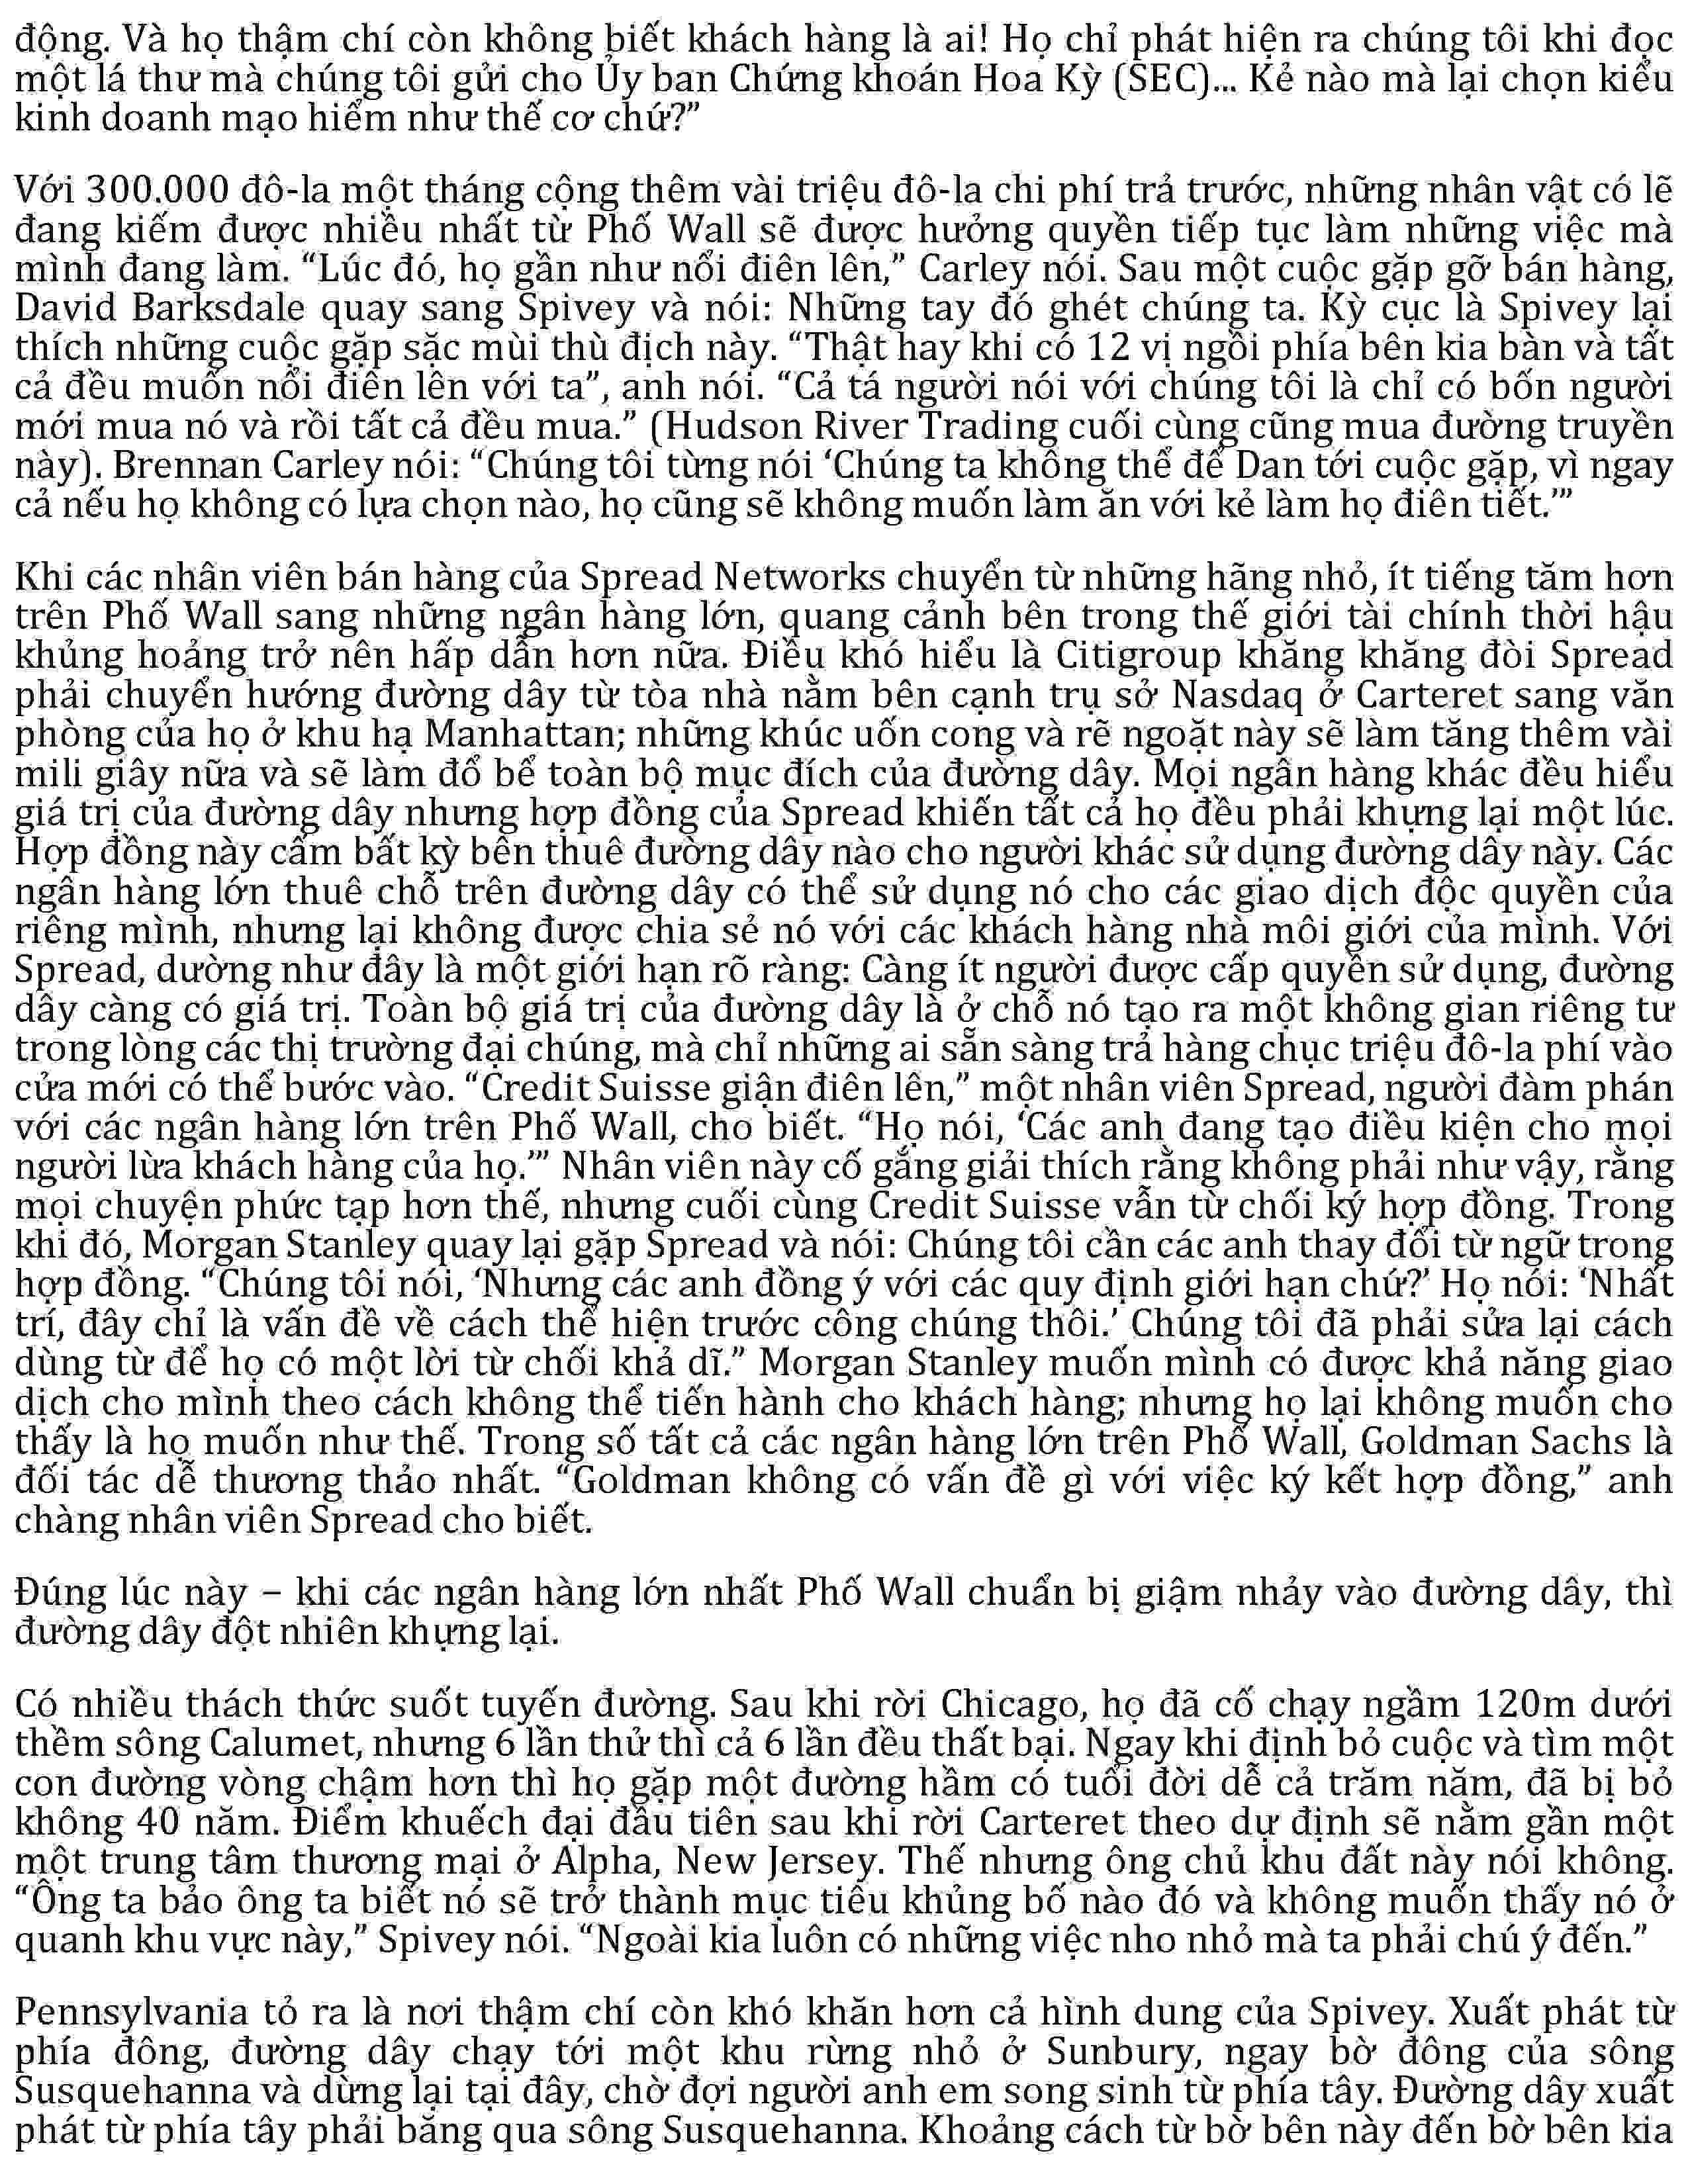 động. Và họ thậm chí còn không biết khách hàng là ai! Họ chỉ phát hiện ra chúng tôi khi đọc
một lá thư mà chúng tôi gửi cho Ủy ban Chứng khoán Hoa Kỳ (SEC)... Kẻ nào mà lại chọn kiểu
kinh doanh mạo hiểm như thế cơ chứ?”
Với 300.000 đô-la một tháng cộng thêm vài triệu đô-la chi phí trả trước, những nhân vật có lẽ
đang kiếm được nhiều nhất từ Phố Wall sẽ được hưởng quyền tiếp tục làm những việc mà
mình đang làm. “Lúc đó, họ gần như nổi điên lên,” Carley nói. Sau một cuộc gặp gỡ bán hàng,
David Barksdale quay sang Spivey và nói: Những tay đó ghét chúng ta. Kỳ cục là Spivey lại
thích những cuộc gặp sặc mùi thù địch này. “Thật hay khi có 12 vị ngồi phía bên kia bàn và tất
cả đều muốn nổi điên lên với ta”, anh nói. “Cả tá người nói với chúng tôi là chỉ có bốn người
mới mua nó và rồi tất cả đều mua.” (Hudson River Trading cuối cùng cũng mua đường truyền
này). Brennan Carley nói: “Chúng tôi từng nói ‘Chúng ta không thể để Dan tới cuộc gặp, vì ngay
cả nếu họ không có lựa chọn nào, họ cũng sẽ không muốn làm ăn với kẻ làm họ điên tiết.’”
Khi các nhân viên bán hàng của Spread Networks chuyển từ những hãng nhỏ, ít tiếng tăm hơn
trên Phố Wall sang những ngân hàng lớn, quang cảnh bên trong thế giới tài chính thời hậu
khủng hoảng trở nên hấp dẫn hơn nữa. Điều khó hiểu là Citigroup khăng khăng đòi Spread
phải chuyển hướng đường dây từ tòa nhà nằm bên cạnh trụ sở Nasdaq ở Carteret sang văn
phòng của họ ở khu hạ Manhattan; những khúc uốn cong và rẽ ngoặt này sẽ làm tăng thêm vài
mili giây nữa và sẽ làm đổ bể toàn bộ mục đích của đường dây. Mọi ngân hàng khác đều hiểu
giá trị của đường dây nhưng hợp đồng của Spread khiến tất cả họ đều phải khựng lại một lúc.
Hợp đồng này cấm bất kỳ bên thuê đường dây nào cho người khác sử dụng đường dây này. Các
ngân hàng lớn thuê chỗ trên đường dây có thể sử dụng nó cho các giao dịch độc quyền của
riêng mình, nhưng lại không được chia sẻ nó với các khách hàng nhà môi giới của mình. Với
Spread, dường như đây là một giới hạn rõ ràng: Càng ít người được cấp quyền sử dụng, đường
dây càng có giá trị. Toàn bộ giá trị của đường dây là ở chỗ nó tạo ra một không gian riêng tư
trong lòng các thị trường đại chúng, mà chỉ những ai sẵn sàng trả hàng chục triệu đô-la phí vào
cửa mới có thể bước vào. “Credit Suisse giận điên lên,” một nhân viên Spread, người đàm phán
với các ngân hàng lớn trên Phố Wall, cho biết. “Họ nói, ‘Các anh đang tạo điều kiện cho mọi
người lừa khách hàng của họ.’” Nhân viên này cố gắng giải thích rằng không phải như vậy, rằng
mọi chuyện phức tạp hơn thế, nhưng cuối cùng Credit Suisse vẫn từ chối ký hợp đồng. Trong
khi đó, Morgan Stanley quay lại gặp Spread và nói: Chúng tôi cần các anh thay đổi từ ngữ trong
hợp đồng. “Chúng tôi nói, ‘Nhưng các anh đồng ý với các quy định giới hạn chứ?’ Họ nói: ‘Nhất
trí, đây chỉ là vấn đề về cách thể hiện trước công chúng thôi.’ Chúng tôi đã phải sửa lại cách
dùng từ để họ có một lời từ chối khả dĩ.” Morgan Stanley muốn mình có được khả năng giao
dịch cho mình theo cách không thể tiến hành cho khách hàng; nhưng họ lại không muốn cho
thấy là họ muốn như thế. Trong số tất cả các ngân hàng lớn trên Phố Wall, Goldman Sachs là
đối tác dễ thương thảo nhất. “Goldman không có vấn đề gì với việc ký kết hợp đồng,” anh
chàng nhân viên Spread cho biết.
Đúng lúc này – khi các ngân hàng lớn nhất Phố Wall chuẩn bị giậm nhảy vào đường dây, thì
đường dây đột nhiên khựng lại.
Có nhiều thách thức suốt tuyến đường. Sau khi rời Chicago, họ đã cố chạy ngầm 120m dưới
thềm sông Calumet, nhưng 6 lần thử thì cả 6 lần đều thất bại. Ngay khi định bỏ cuộc và tìm một
con đường vòng chậm hơn thì họ gặp một đường hầm có tuổi đời dễ cả trăm năm, đã bị bỏ
không 40 năm. Điểm khuếch đại đầu tiên sau khi rời Carteret theo dự định sẽ nằm gần một
một trung tâm thương mại ở Alpha, New Jersey. Thế nhưng ông chủ khu đất này nói không.
“Ông ta bảo ông ta biết nó sẽ trở thành mục tiêu khủng bố nào đó và không muốn thấy nó ở
quanh khu vực này,” Spivey nói. “Ngoài kia luôn có những việc nho nhỏ mà ta phải chú ý đến.”
Pennsylvania tỏ ra là nơi thậm chí còn khó khăn hơn cả hình dung của Spivey. Xuất phát từ
phía đông, đường dây chạy tới một khu rừng nhỏ ở Sunbury, ngay bờ đông của sông
Susquehanna và dừng lại tại đây, chờ đợi người anh em song sinh từ phía tây. Đường dây xuất
phát từ phía tây phải băng qua sông Susquehanna. Khoảng cách từ bờ bên này đến bờ bên kia